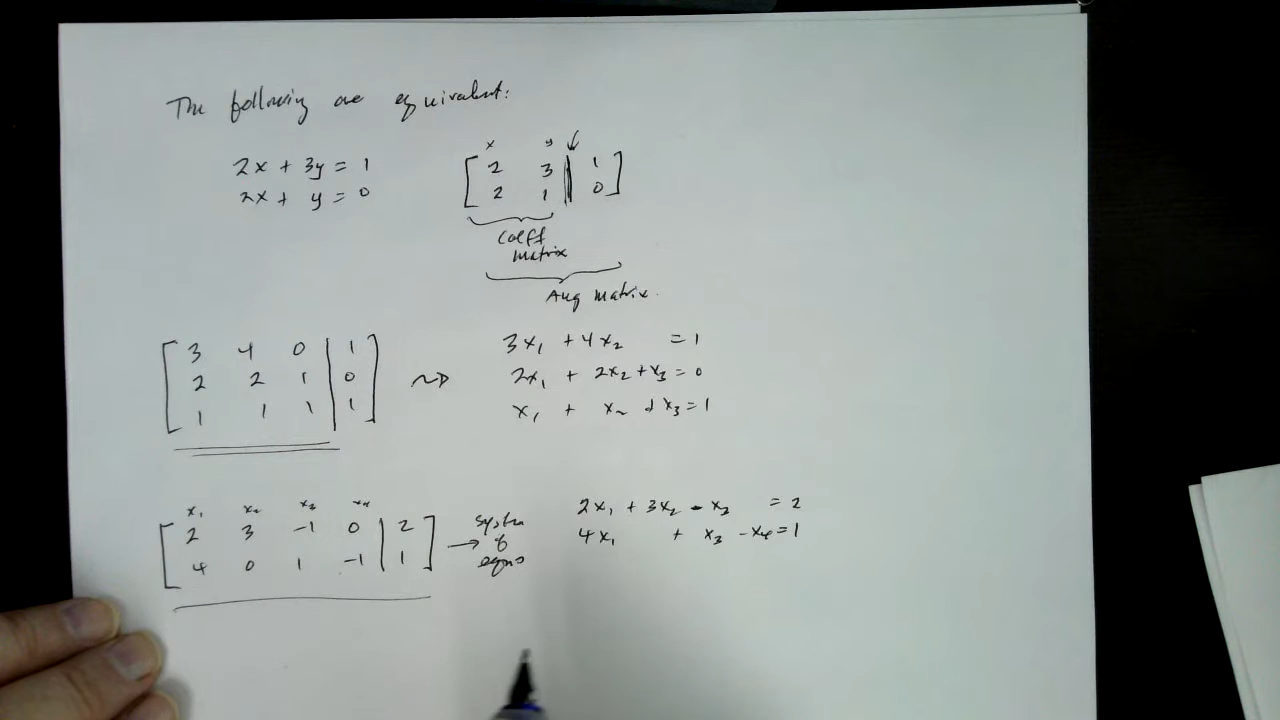 The following are equivalent:
2x + 3y = 1
2x + y = 0
x y
[ 2 3 | 1 ]
[ 2 1 | 0 ]
Coeff
matrix
Aug matrix.
[ 3 4 0 | 1 ]
[ 2 2 1 | 0 ]
[ 1 1 1 | 1 ]
3x₁ + 4x₂ = 1
2x₁ + 2x₂ + x₃ = 0
x₁ + x₂ + x₃ = 1
x₁ x₂ x₃ x₄
[ 2 3 -1 0 | 2 ]
[ 4 0 1 -1 | 1 ]
→ system
of
eqns
2x₁ + 3x₂ - x₃ = 2
4x₁ + x₃ - x₄ = 1